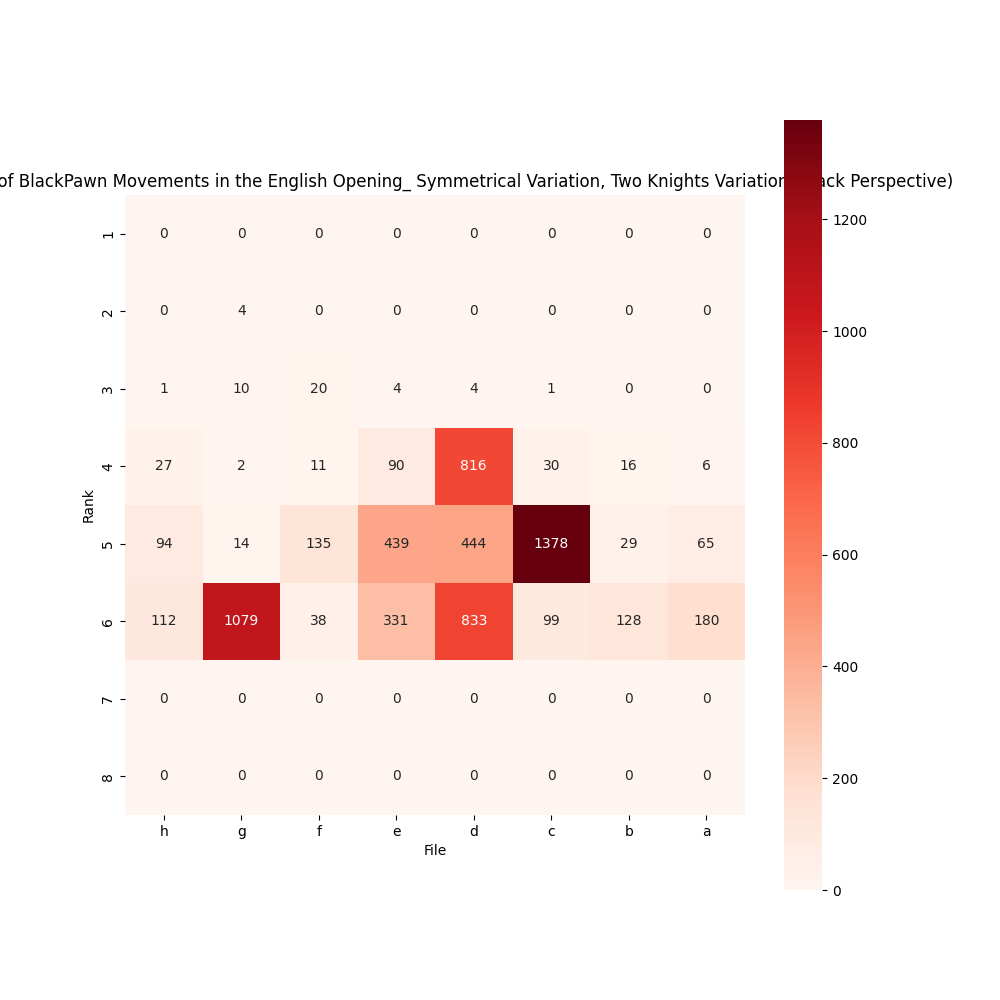 of BlackPawn Movements in the English Opening_ Symmetrical Variation, Two Knights Variation ack Perspective)
1 0 0 0 0 0 0 0 0
2 0 4 0 0 0 0 0 0
3 1 10 20 4 4 1 0 0
4 27 2 11 90 816 30 16 6
5 94 14 135 439 444 1378 29 65
6 112 1079 38 331 833 99 128 180
7 0 0 0 0 0 0 0 0
8 0 0 0 0 0 0 0 0
Rank
h g f e d c b a
File
1200
1000
800
600
400
200
0